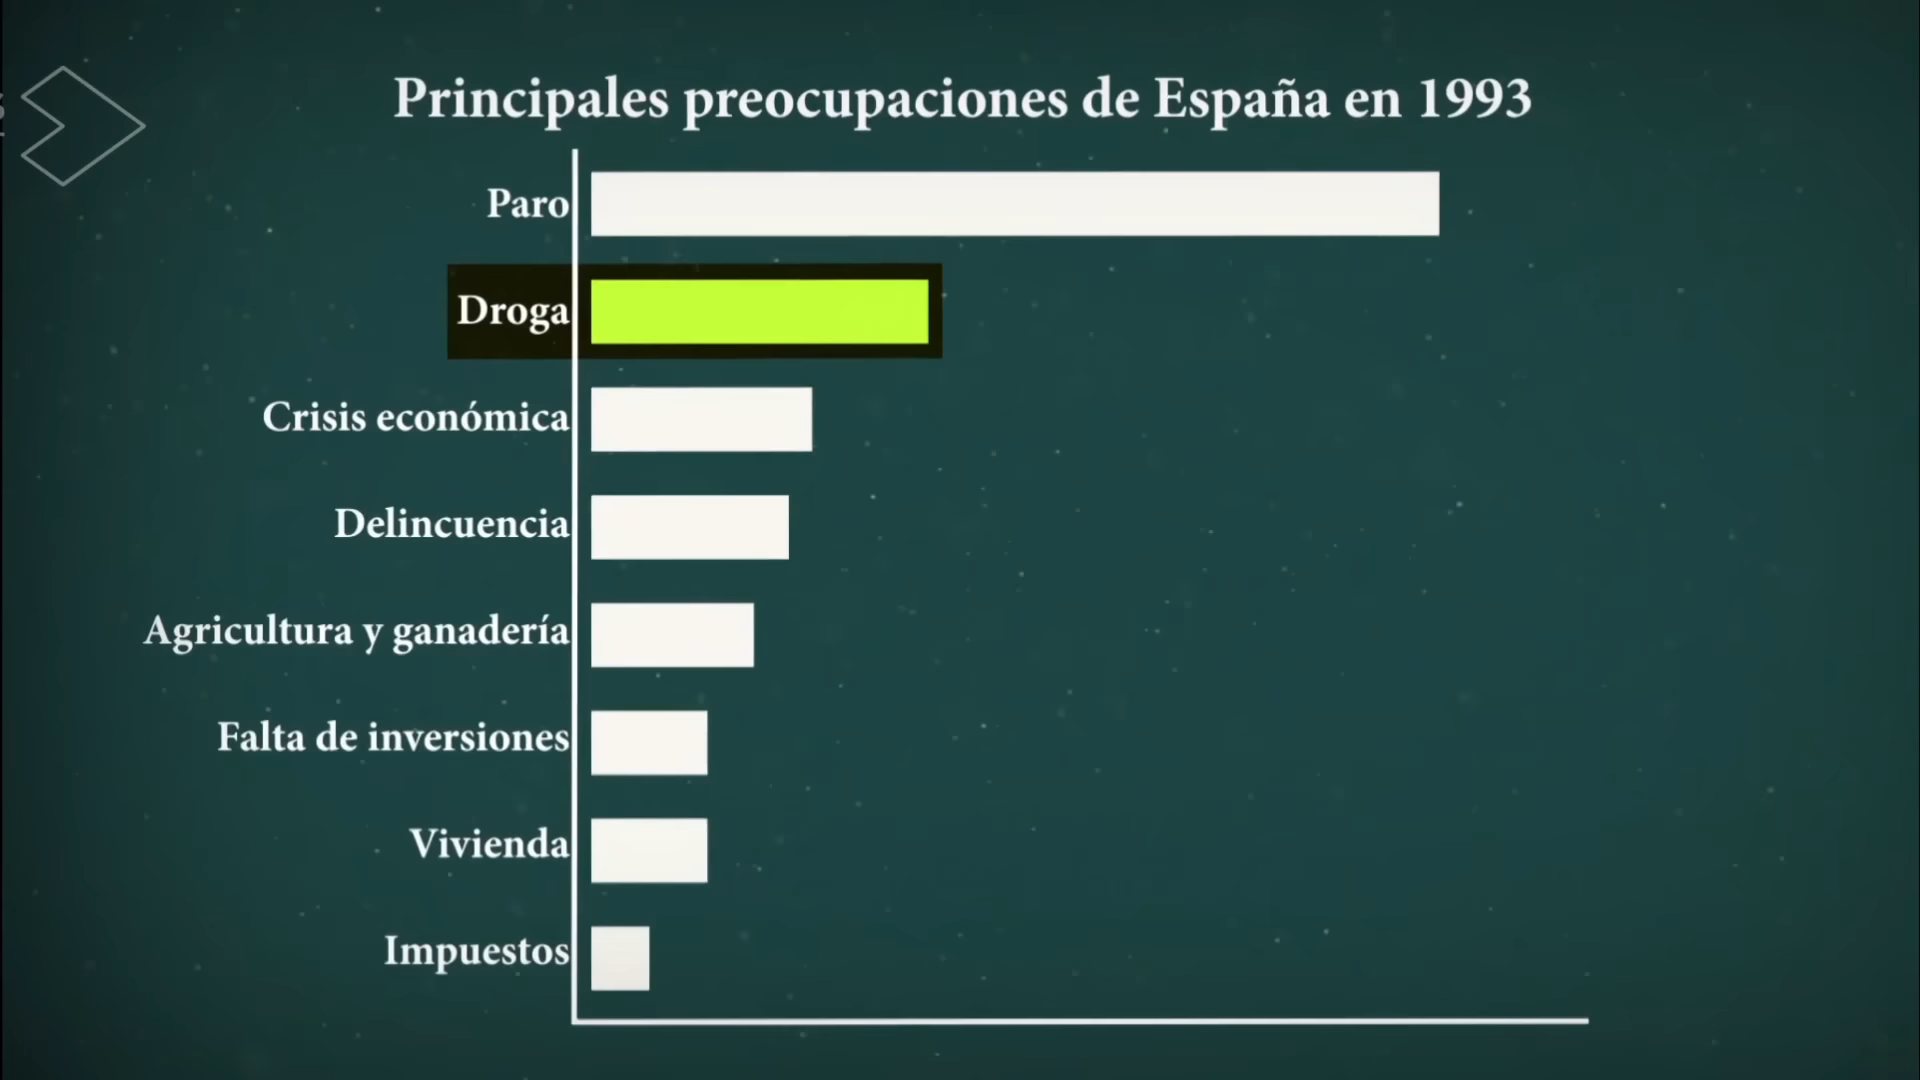 Principales preocupaciones de España en 1993
Paro
Droga
Crisis económica
Delincuencia
Agricultura y ganadería
Falta de inversiones
Vivienda
Impuestos